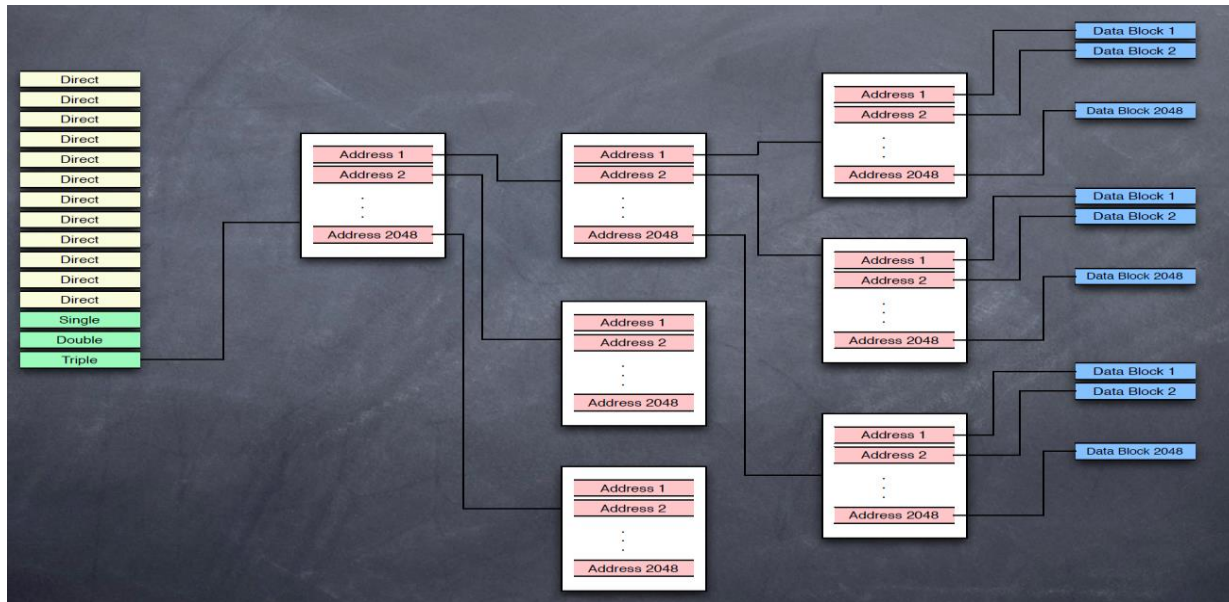 Direct
Direct
Direct
Direct
Direct
Direct
Direct
Direct
Direct
Direct
Direct
Direct
Single
Double
Triple
Address 1
Address 2
Address 2048
Address 1
Address 2
Address 2048
Address 1
Address 2
Address 2048
Address 1
Address 2
Address 2048
Address 1
Address 2
Address 2048
Address 1
Address 2
Address 2048
Address 1
Address 2
Address 2048
Data Block 1
Data Block 2
Data Block 2048
Data Block 1
Data Block 2
Data Block 2048
Data Block 1
Data Block 2
Data Block 2048